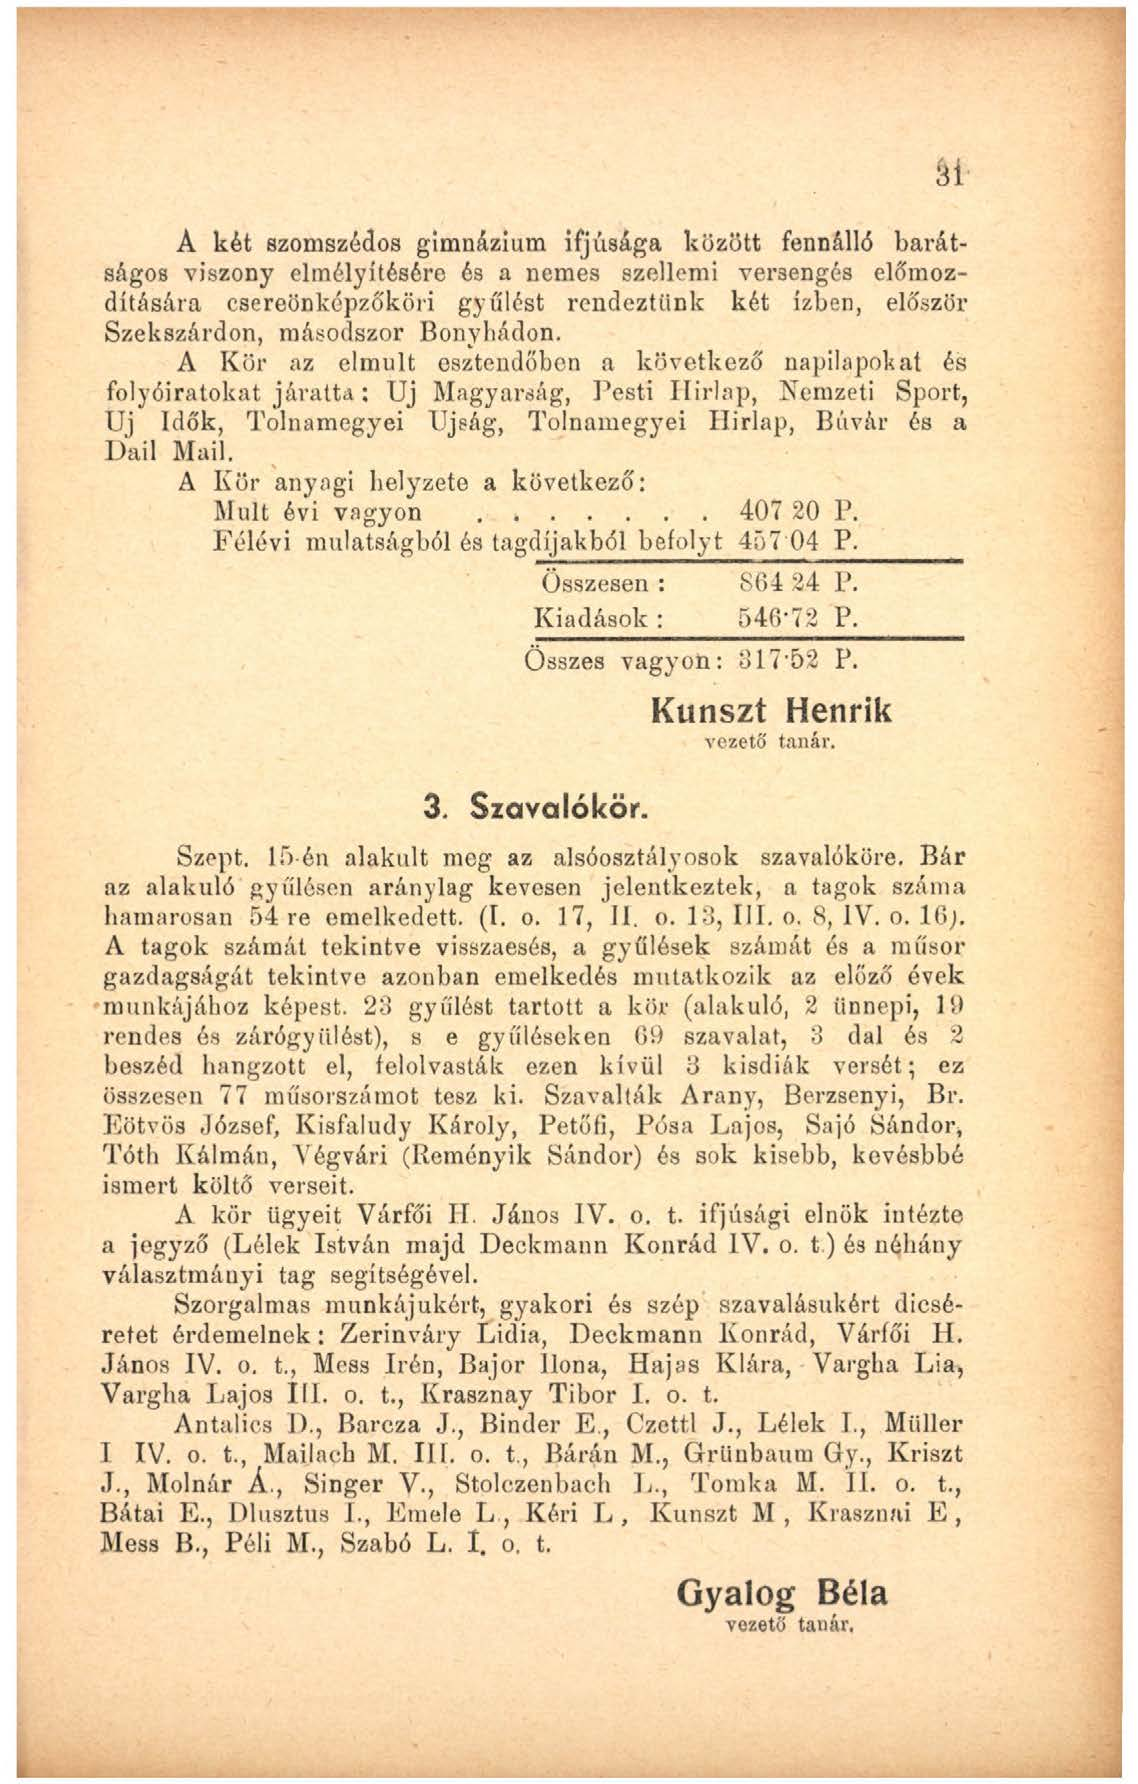 31
A két szomszédos gimnázium ifjúsága között fennálló barát-
ságos viszony elmélyítésére és a nemes szellemi versengés előmoz-
dítására csereönképzőköri gyűlést rendeztünk két ízben, először
Szekszárdon, másodszor Bonyhádon.
A Kör az elmult esztendőben a következő napilapokat és
folyóiratokat járatta: Uj Magyarság, Pesti Hirlap, Nemzeti Sport,
Uj Idők, Tolnamegyei Ujság, Tolnamegyei Hirlap, Búvár és a
Dail Mail.
A Kör anyagi helyzete a következő:
Mult évi vagyon . . . . . . . 407 20 P.
Félévi mulatságból és tagdíjakból befolyt 457·04 P.
Összesen: 864 24 P.
Kiadások: 546·72 P.
Összes vagyon: 317·52 P.
Kunszt Henrik
vezető tanár.
3. Szavalókör.
Szept. 15-én alakult meg az alsóosztályosok szavalóköre. Bár
az alakuló gyűlésen aránylag kevesen jelentkeztek, a tagok száma
hamarosan 54 re emelkedett. (I. o. 17, II. o. 13, III. o. 8, IV. o. 16).
A tagok számát tekintve visszaesés, a gyűlések számát és a műsor
gazdagságát tekintve azonban emelkedés mutatkozik az előző évek
munkájához képest. 23 gyűlést tartott a kör (alakuló, 2 ünnepi, 19
rendes és zárógyülést), s e gyűléseken 69 szavalat, 3 dal és 2
beszéd hangzott el, felolvasták ezen kívül 3 kisdiák versét; ez
összesen 77 műsorszámot tesz ki. Szavalták Arany, Berzsenyi, Br.
Eötvös József, Kisfaludy Károly, Petőfi, Pósa Lajos, Sajó Sándor,
Tóth Kálmán, Végvári (Reményik Sándor) és sok kisebb, kevésbbé
ismert költő verseit.
A kör ügyeit Várfői H. János IV. o. t. ifjúsági elnök intézte
a jegyző (Lélek István majd Deckmann Konrád IV. o. t.) és néhány
választmányi tag segítségével.
Szorgalmas munkájukért, gyakori és szép szavalásukért dicsé-
retet érdemelnek: Zerinváry Lidia, Deckmann Konrád, Várfői H.
János IV. o. t., Mess Irén, Bajor Ilona, Hajas Klára, Vargha Lia,
Vargha Lajos III. o. t., Krasznay Tibor I. o. t.
Antalics D., Barcza J., Binder E., Czettl J., Lélek I., Müller
I IV. o. t., Mailach M. III. o. t., Bárán M., Grünbaum Gy., Kriszt
J., Molnár Á., Singer V., Stolczenbach L., Tomka M. II. o. t.,
Bátai E., Dlusztus I., Emele L., Kéri L, Kunszt M, Krasznai E,
Mess B., Péli M., Szabó L. I. o. t.
Gyalog Béla
vezető tanár.